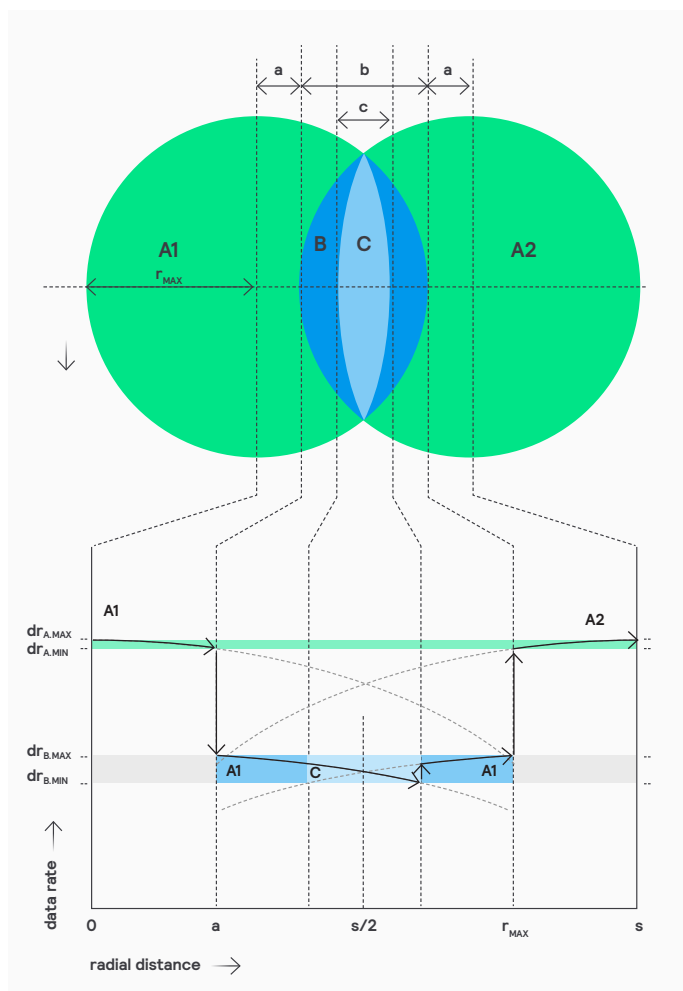 a b a
c
A1 B C A2
rMAX
A1
A2
drA.MAX
drA.MIN
drB.MAX
drB.MIN
A1 C A1
data rate
0 a s/2 rMAX s
radial distance